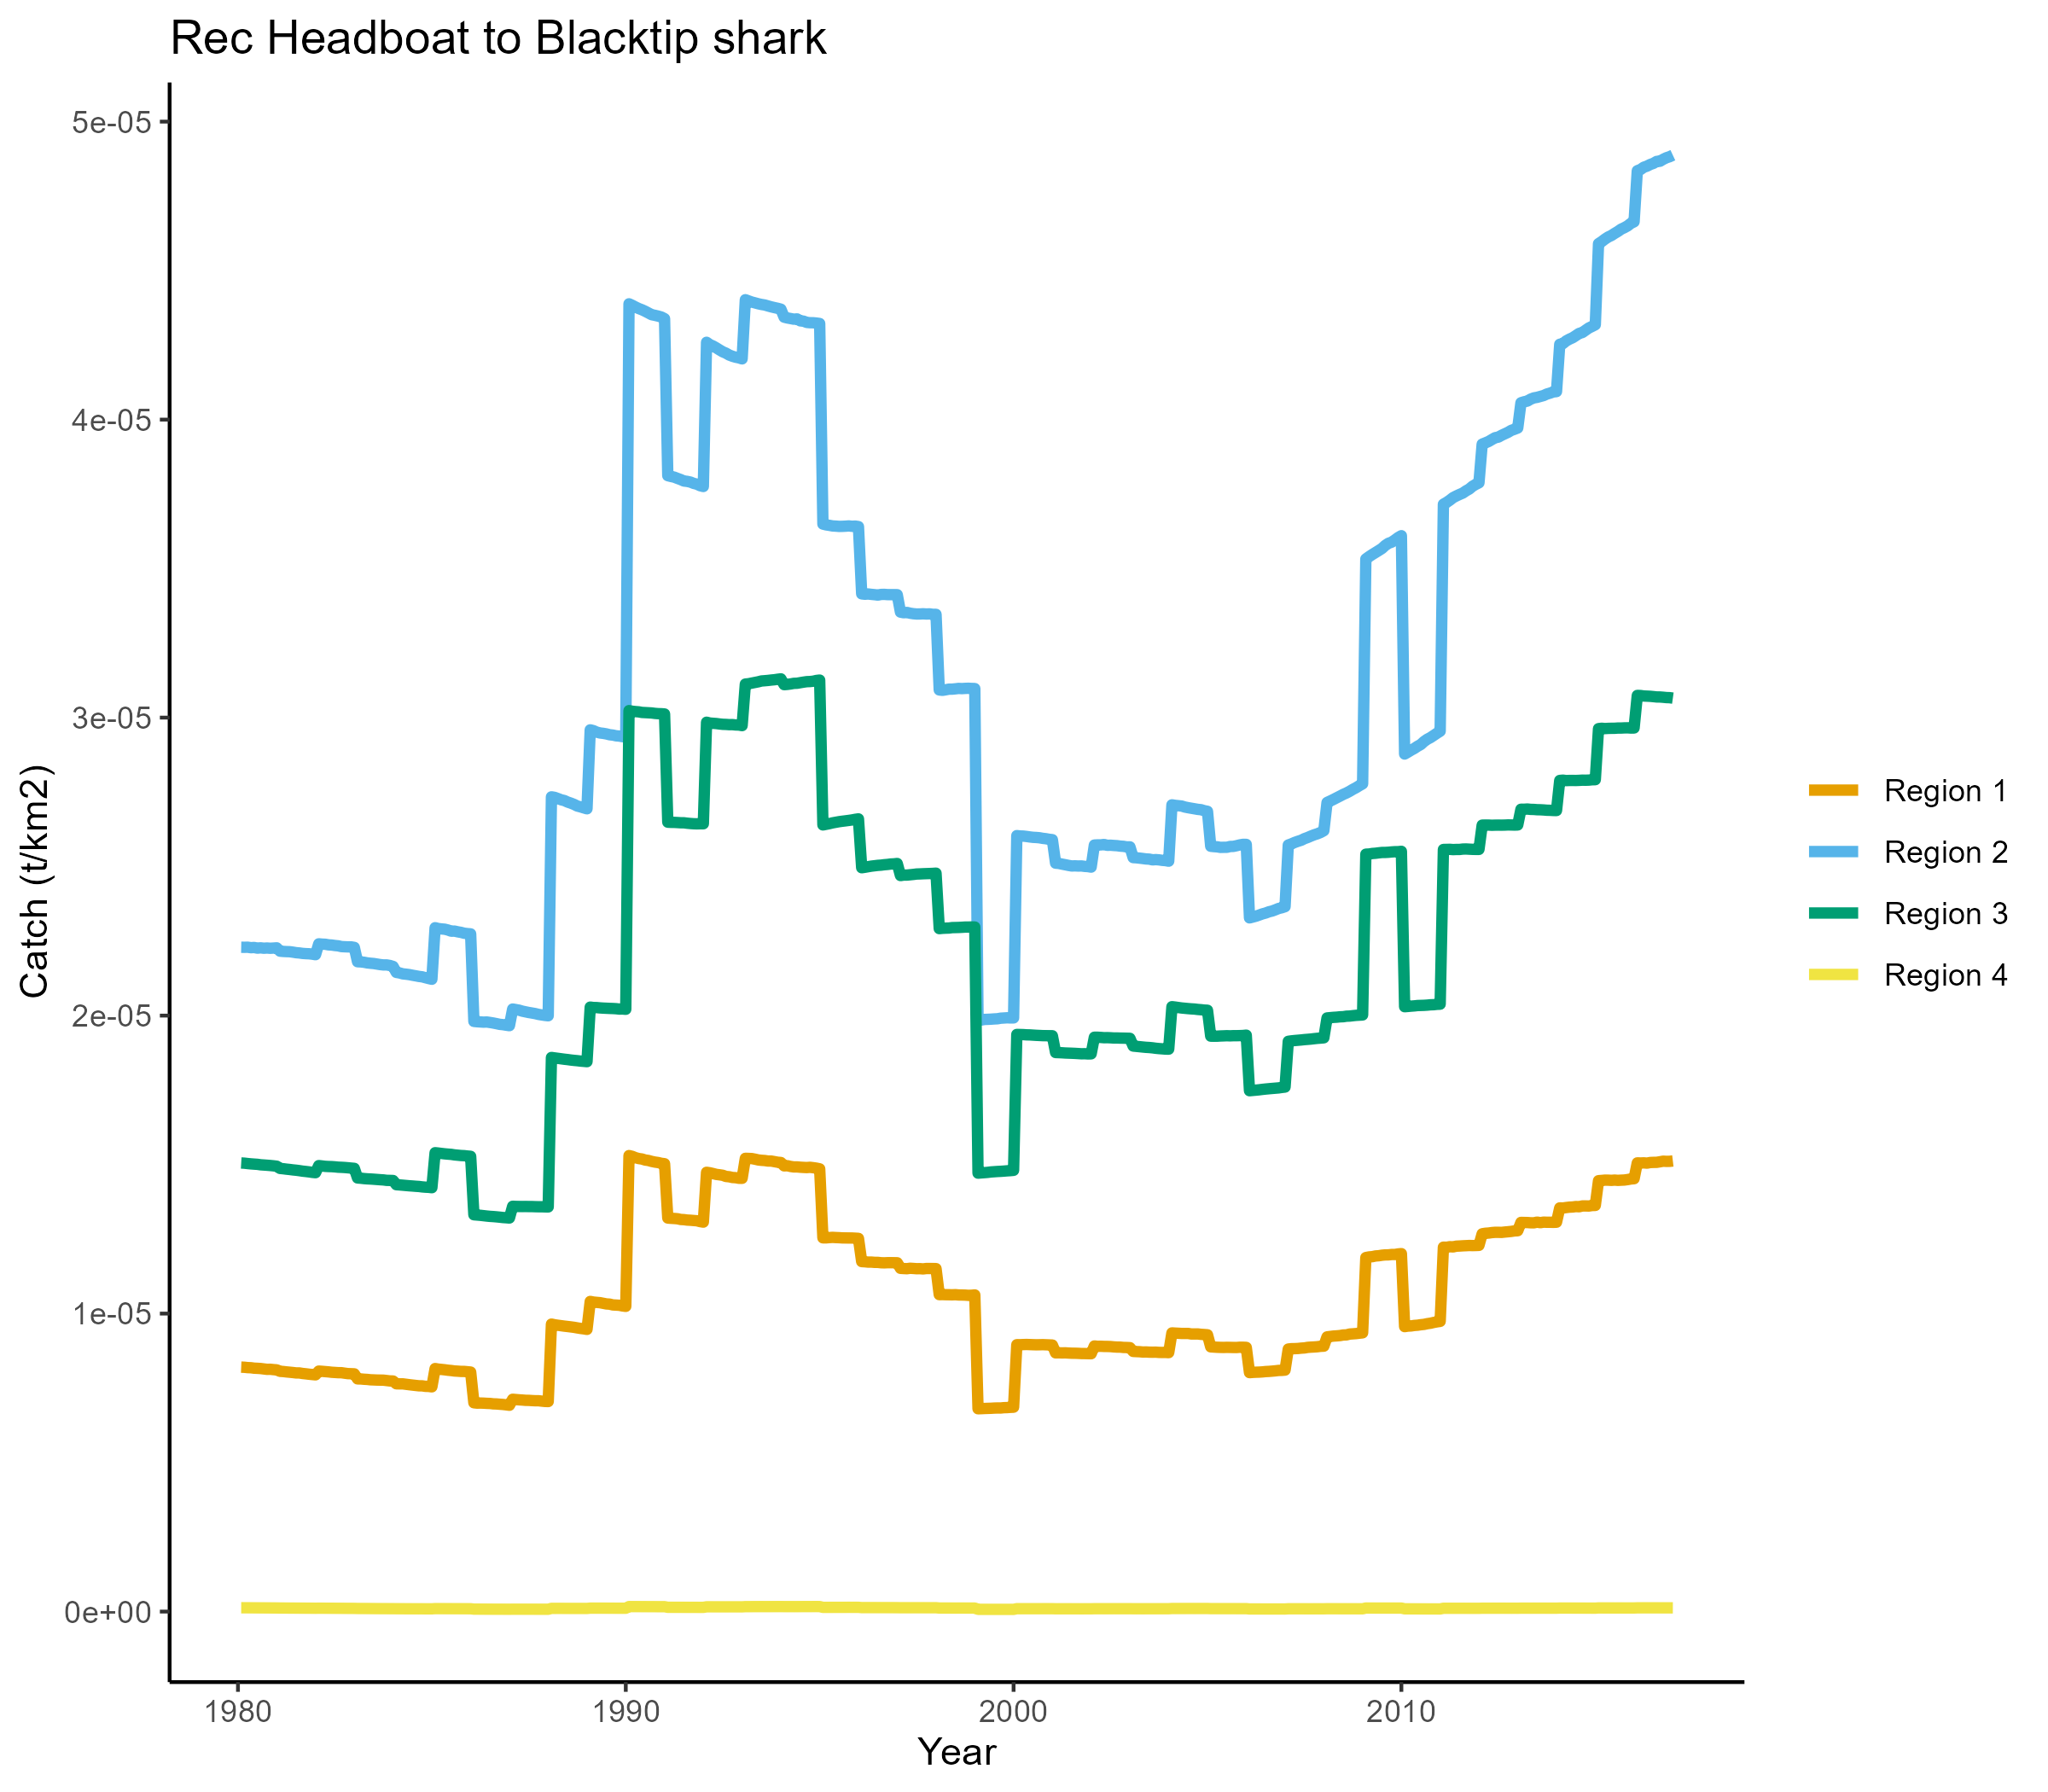 Rec Headboat to Blacktip shark
Catch (t/km2)
5e-05
4e-05
3e-05
2e-05
1e-05
0e+00
1980
1990
2000
2010
Year
Region 1
Region 2
Region 3
Region 4